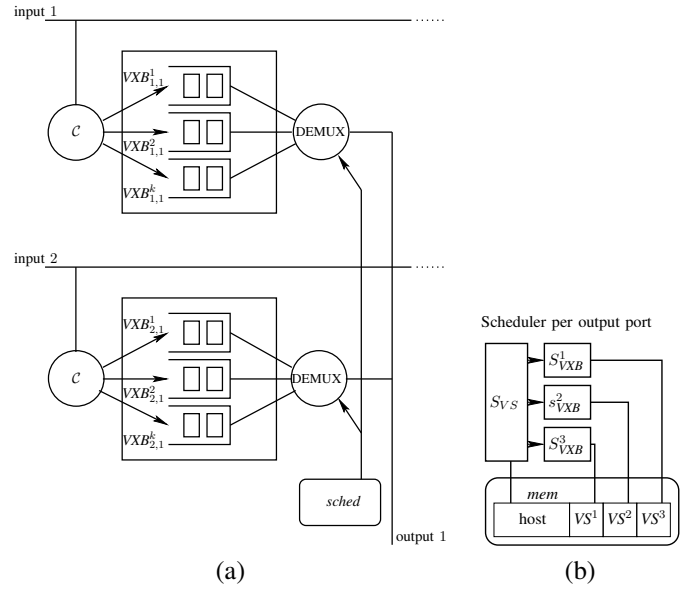 input 1
......
VXB^1_{1,1}
C
VXB^2_{1,1}
DEMUX
VXB^k_{1,1}
input 2
......
VXB^1_{2,1}
C
VXB^2_{2,1}
DEMUX
VXB^k_{2,1}
sched
output 1
(a)
Scheduler per output port
S^1_{VXB}
S_{VS}
s^2_{VXB}
S^3_{VXB}
mem
host VS^1 VS^2 VS^3
(b)